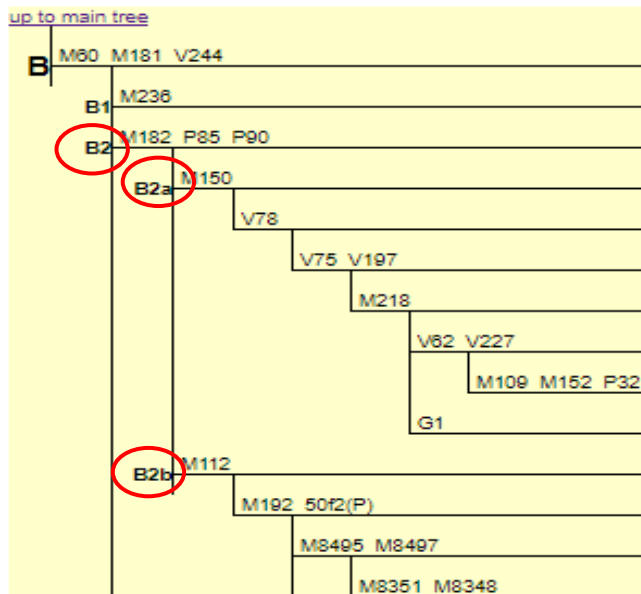 up to main tree
B M60 M181 V244
B1 M236
B2 M182 P85 P90
B2a M150
V78
V75 V197
M218
V62 V227
M109 M152 P32
G1
B2b M112
M192 50f2(P)
M8495 M8497
M8351 M8348